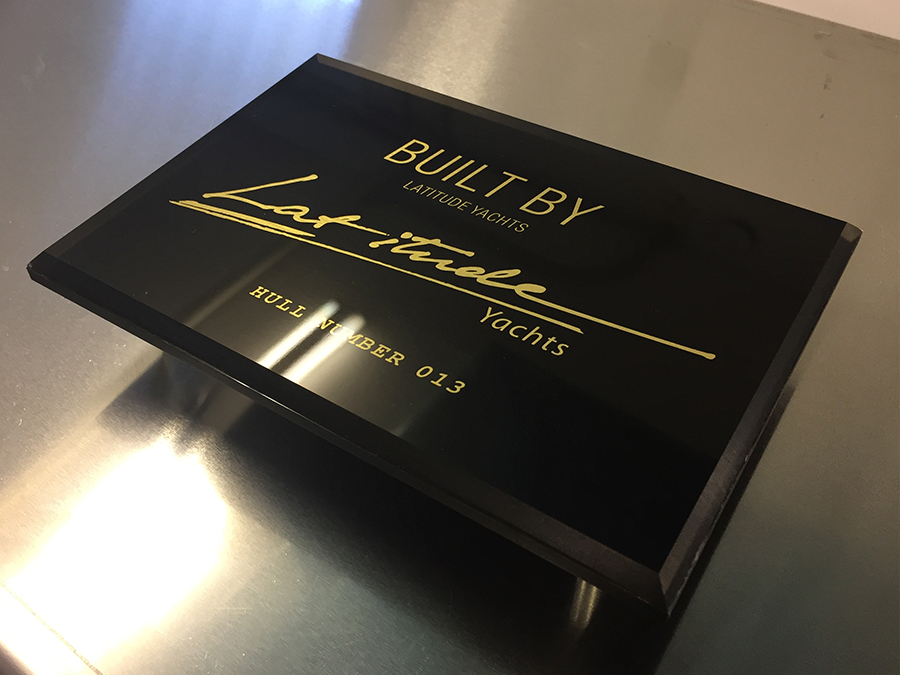 BUILT BY
LATITUDE YACHTS
Latitude
Yachts
HULL NUMBER 013